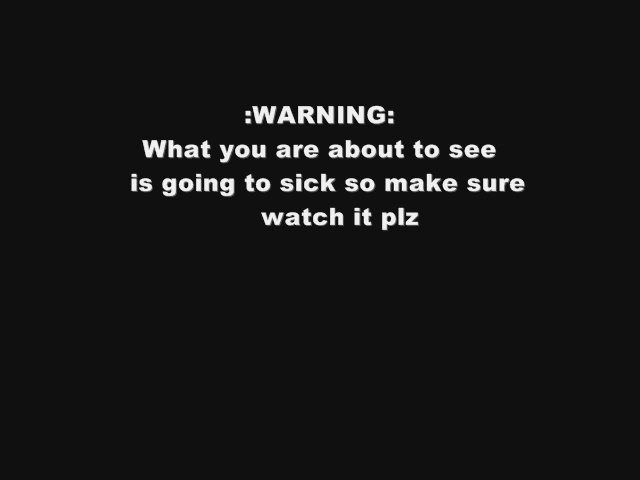 :WARNING:
What you are about to see
is going to sick so make sure
watch it plz